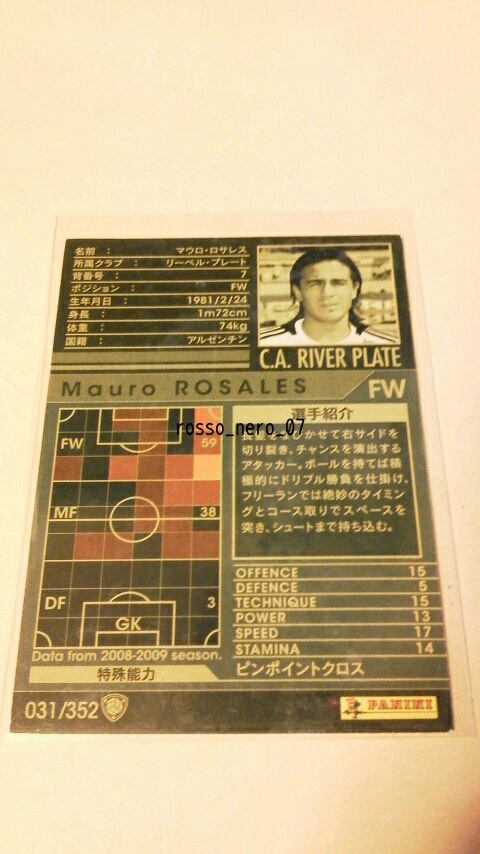 名前 ： マウロ・ロサレス
所属クラブ ： リーベル・プレート
背番号 ： 7
ポジション ： FW
生年月日 ： 1981/2/24
身長 ： 1m72cm
体重 ： 74kg
国籍 ： アルゼンチン
C.A. RIVER PLATE
Mauro ROSALES FW
FW 59
MF 38
DF 3
GK
Data from 2008-2009 season.
rosso_nero_07
選手紹介
かせて右サイドを
切り裂き、チャンスを演出する
アタッカー。ボールを持てば積
極的にドリブル勝負を仕掛け、
フリーランでは絶妙のタイミン
グとコース取りでスペースを
突き、シュートまで持ち込む。
OFFENCE 15
DEFENCE 5
TECHNIQUE 15
POWER 13
SPEED 17
STAMINA 14
特殊能力 ピンポイントクロス
031/352
PANINI